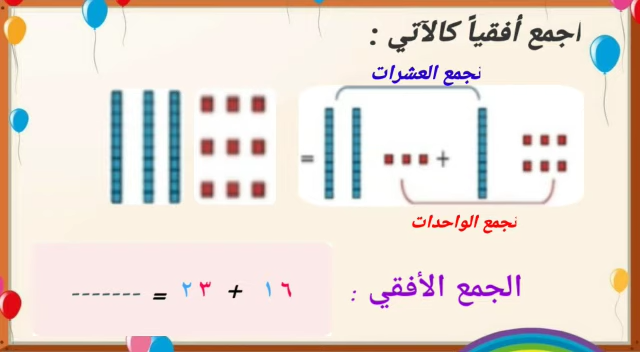 اجمع أفقياً كالآتي :
نجمع العشرات
= + 
نجمع الواحدات
الجمع الأفقي : ١٦ + ٢٣ = -------